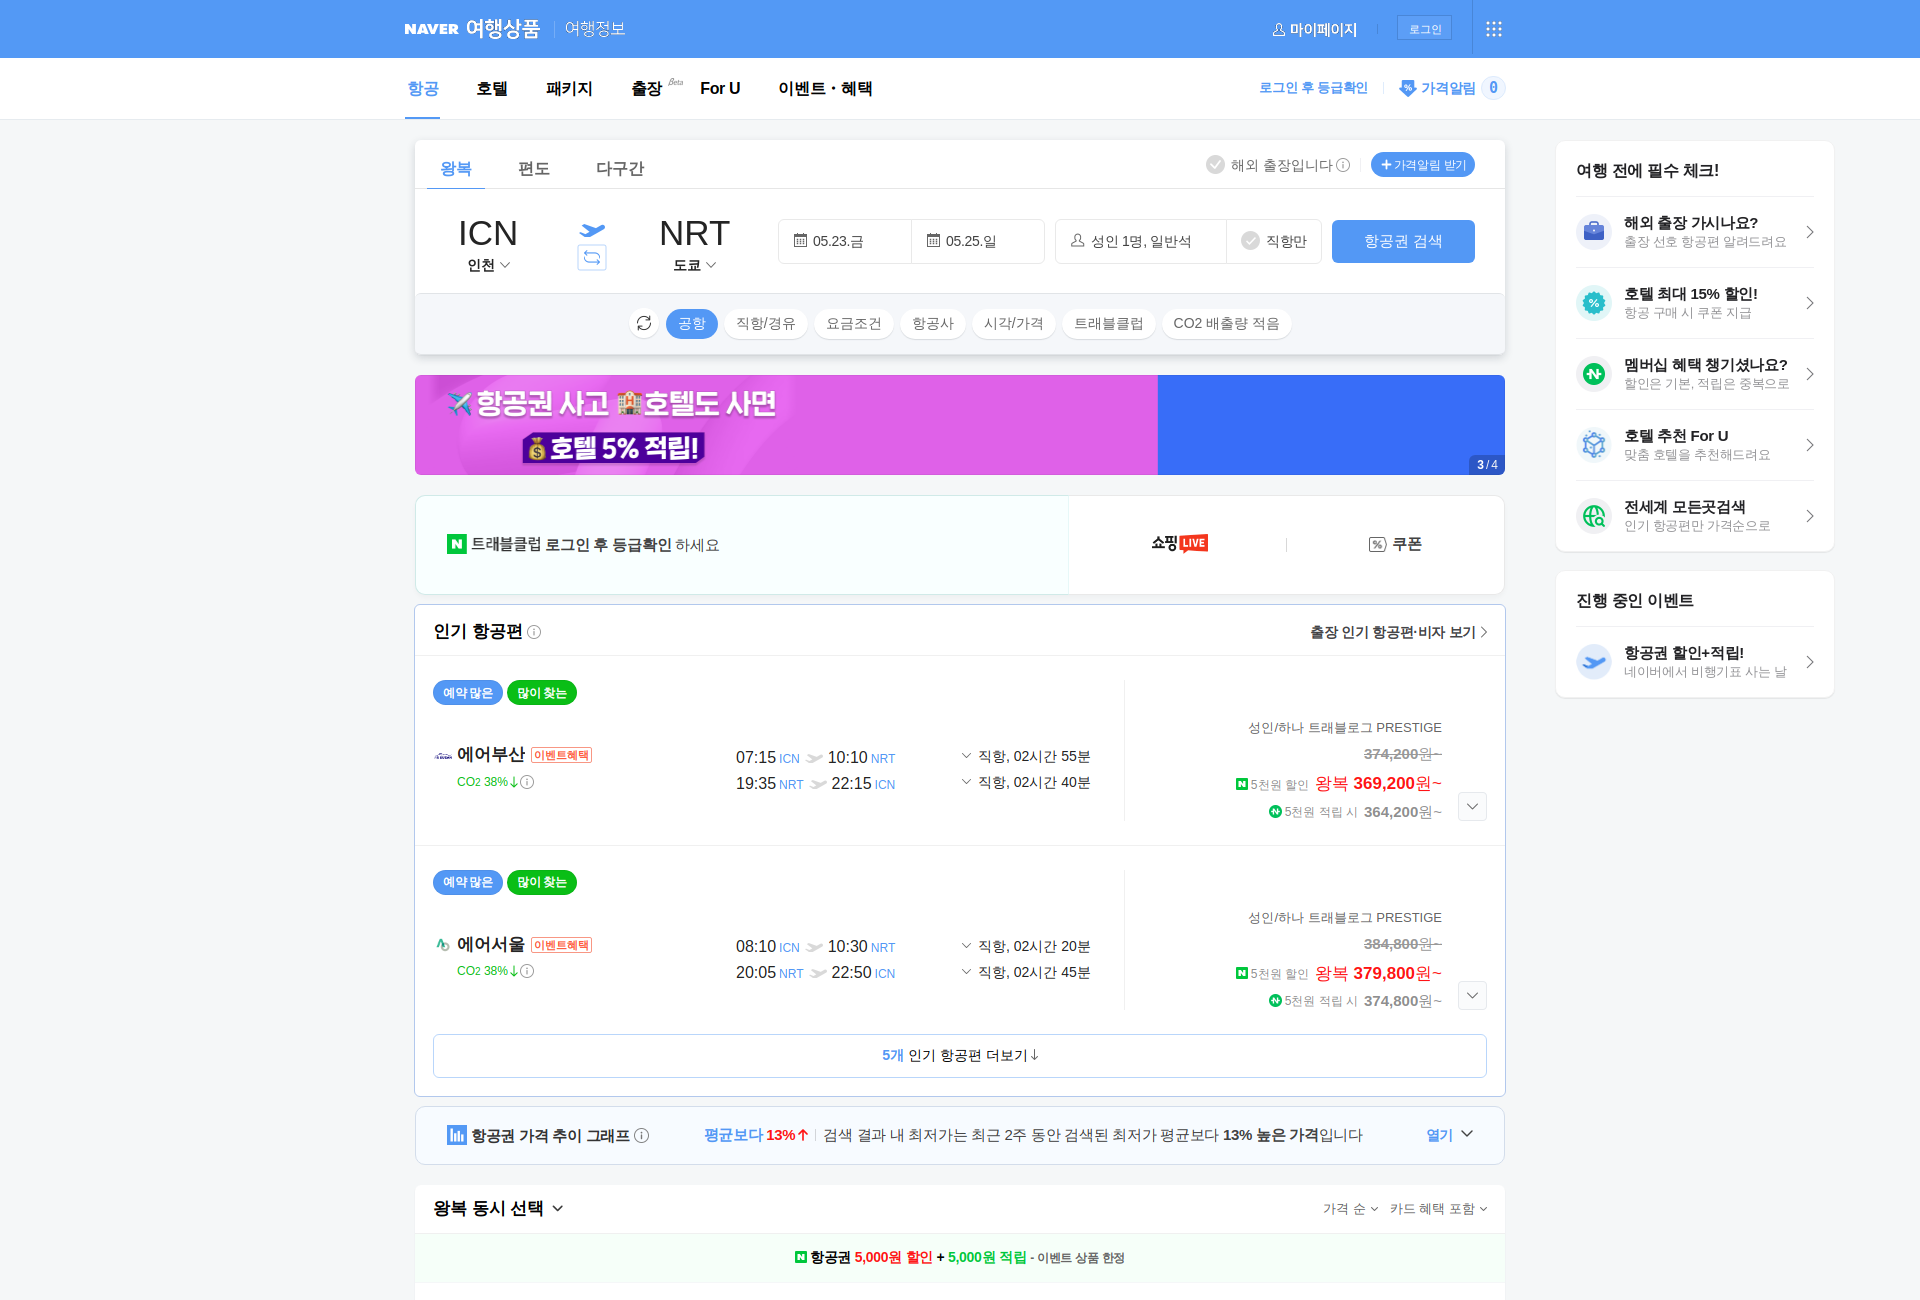 NAVER 여행상품 여행정보
마이페이지
로그인
항공 호텔 패키지 출장 Beta For U 이벤트・혜택
로그인 후 등급확인
% 가격알림 0
왕복 편도 다구간
해외 출장입니다
+ 가격알림 받기
ICN
인천
NRT
도쿄
05.23.금
05.25.일
성인 1명, 일반석
직항만
항공권 검색
공항 직항/경유 요금조건 항공사 시각/가격 트래블클럽 CO2 배출량 적음
항공권 사고 호텔도 사면
호텔 5% 적립!
3 / 4
N 트래블클럽 로그인 후 등급확인 하세요
쇼핑 LIVE
% 쿠폰
인기 항공편
출장 인기 항공편·비자 보기
예약 많은 많이 찾는
에어부산 이벤트혜택
CO2 38%↓
07:15 ICN 10:10 NRT
19:35 NRT 22:15 ICN
직항, 02시간 55분
직항, 02시간 40분
성인/하나 트래블로그 PRESTIGE
374,200원~
N 5천원 할인 왕복 369,200원~
N 5천원 적립 시 364,200원~
예약 많은 많이 찾는
에어서울 이벤트혜택
CO2 38%↓
08:10 ICN 10:30 NRT
20:05 NRT 22:50 ICN
직항, 02시간 20분
직항, 02시간 45분
성인/하나 트래블로그 PRESTIGE
384,800원~
N 5천원 할인 왕복 379,800원~
N 5천원 적립 시 374,800원~
5개 인기 항공편 더보기↓
항공권 가격 추이 그래프
평균보다 13%↑ 검색 결과 내 최저가는 최근 2주 동안 검색된 최저가 평균보다 13% 높은 가격입니다
열기
왕복 동시 선택
가격 순 카드 혜택 포함
N 항공권 5,000원 할인 + 5,000원 적립 - 이벤트 상품 한정
여행 전에 필수 체크!
해외 출장 가시나요?
출장 선호 항공편 알려드려요
호텔 최대 15% 할인!
항공 구매 시 쿠폰 지급
멤버십 혜택 챙기셨나요?
할인은 기본, 적립은 중복으로
호텔 추천 For U
맞춤 호텔을 추천해드려요
전세계 모든곳검색
인기 항공편만 가격순으로
진행 중인 이벤트
항공권 할인+적립!
네이버에서 비행기표 사는 날